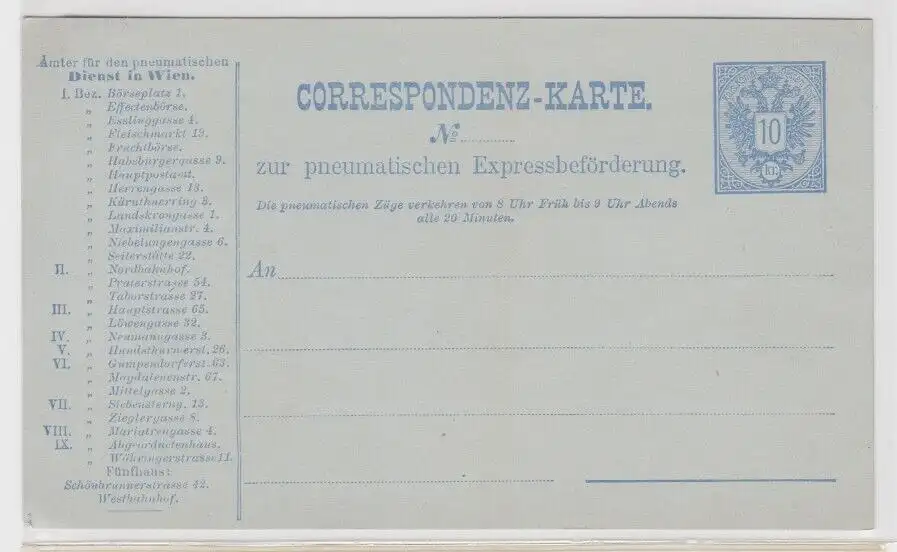 Ämter für den pneumatischen
Dienst in Wien.
I. Bez. Börseplatz 1,
„ Effectenbörse.
„ Esslinggasse 4.
„ Fleischmarkt 19.
„ Fruchtbörse.
„ Habsburgergasse 9.
„ Hauptpostamt.
„ Herrengasse 13.
„ Kärnthnerring 3.
„ Landskrongasse 1.
„ Maximilianstr. 4.
„ Niebelungengasse 6.
„ Seilerstätte 22.
II. „ Nordbahnhof.
„ Praterstrasse 54.
„ Taborstrasse 27.
III. „ Hauptstrasse 65.
„ Löwengasse 32.
IV. „ Neumanngasse 3.
V. „ Hundsthurmerst. 26.
VI. „ Gumpendorferst. 63.
„ Magdalenenstr. 67.
„ Mittelgasse 2.
VII. „ Siebensterng. 13.
„ Zieglergasse 8.
VIII. „ Mariatreugasse 4.
IX. „ Abgeordnetenhaus.
„ Währingerstrasse 11.
Fünfhaus:
Schönbrunnerstrasse 42.
Westbahnhof.
CORRESPONDENZ-KARTE.
No
zur pneumatischen Expressbeförderung.
Die pneumatischen Züge verkehren von 8 Uhr Früh bis 9 Uhr Abends
alle 20 Minuten.
An
10
kr.